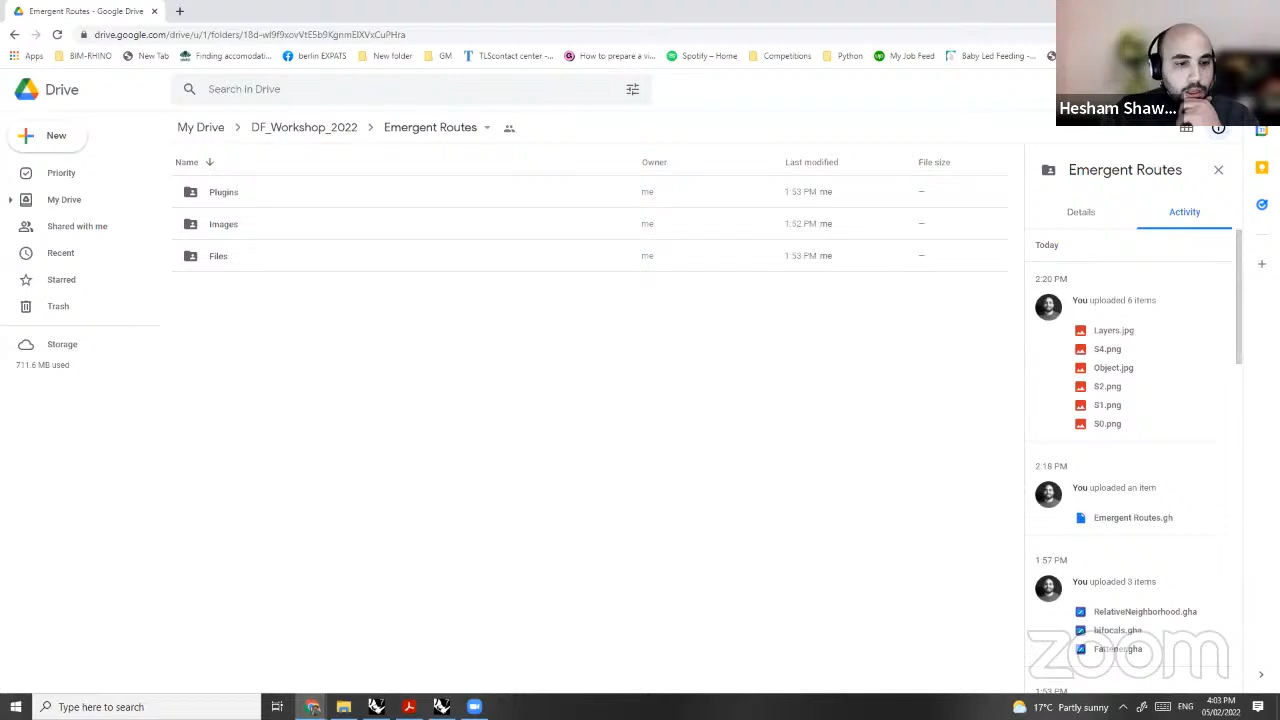 Emergent Routes - Google Drive
drive.google.com/drive/u/1/folders/
Apps BIM-RHINO New Tab Finding accommodat... berlin EXPATS New folder GM TLScontact center Q How to prepare a vi... Spotify – Home Competitions Python My Job Feed Baby Led Feeding -...
Hesham Shaw...
Drive
Search in Drive
New
My Drive DF_Workshop_2022 Emergent Routes
Name Owner Last modified File size
Plugins me 1:53 PM me –
Images me 1:52 PM me –
Files me 1:53 PM me –
Priority
My Drive
Shared with me
Recent
Starred
Trash
Storage
711.6 MB used
Emergent Routes
Details Activity
Today
2:20 PM
You uploaded 6 items
Layers.jpg
S4.png
Object.jpg
S2.png
S1.png
S0.png
2:18 PM
You uploaded an item
Emergent Routes.gh
1:57 PM
You uploaded 3 items
RelativeNeighborhood.gha
bifocals.gha
Fattener.gha
zoom
1:53 PM
Type here to search
17°C Partly sunny
ENG
4:03 PM
05/02/2022